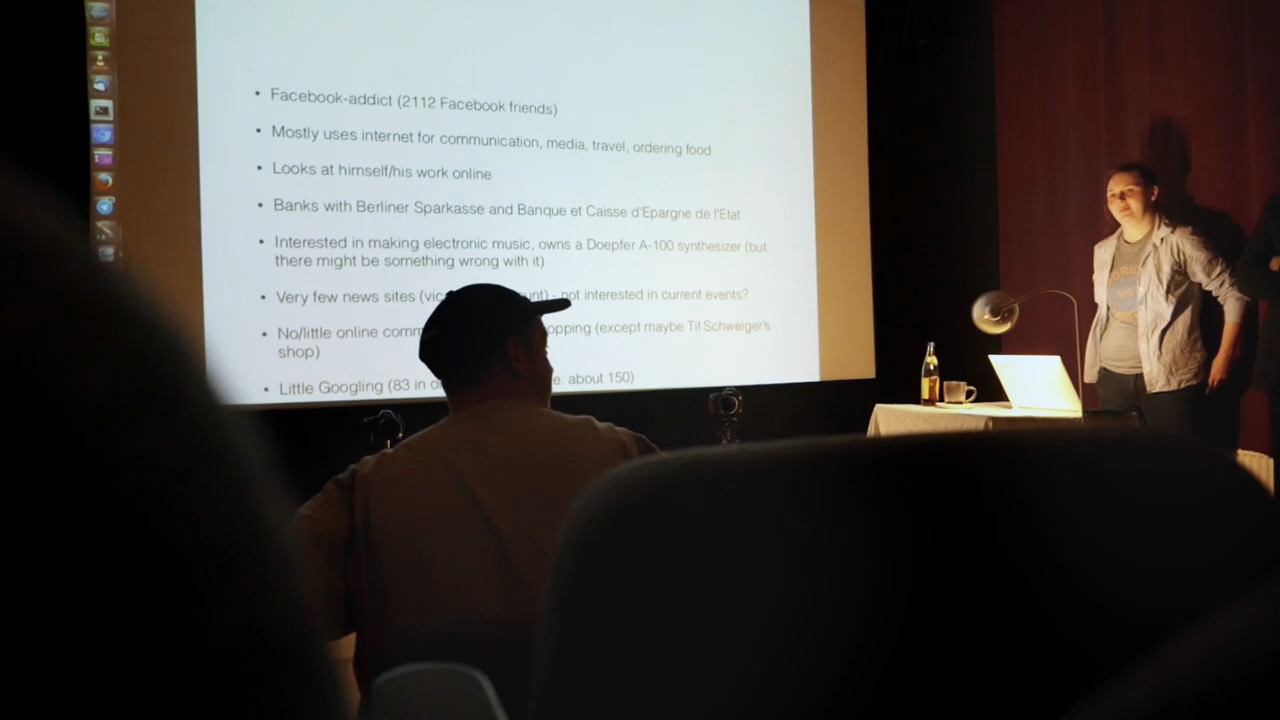 • Facebook-addict (2112 Facebook friends)
• Mostly uses internet for communication, media, travel, ordering food
• Looks at himself/his work online
• Banks with Berliner Sparkasse and Banque et Caisse d'Epargne de l'Etat
• Interested in making electronic music, owns a Doepfer A-100 synthesizer (but
there might be something wrong with it)
• Very few news sites - not interested in current events?
• No/little online (except maybe Til Schweiger's
shop)
• Little Googling (83 in about 150)